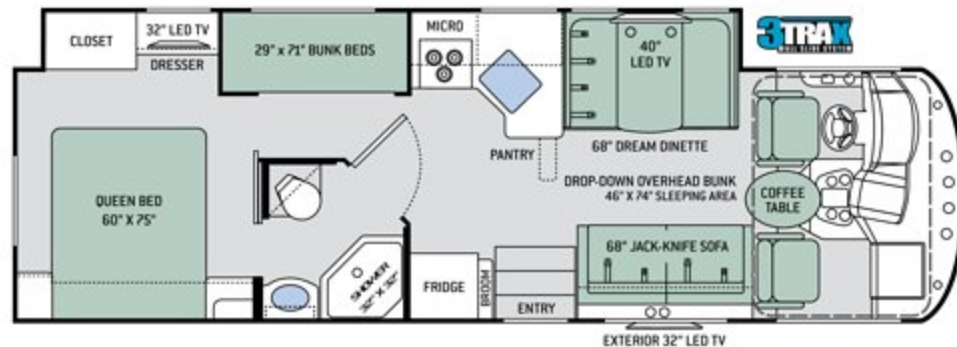 MICRO
3TRAX
CLOSET
32" LED TV
DRESSER
29" X 71" BUNK BEDS
40"
LED TV
PANTRY
68" DREAM DINETTE
DROP-DOWN OVERHEAD BUNK
46" X 74" SLEEPING AREA
COFFEE
TABLE
QUEEN BED
60" X 75"
68" JACK-KNIFE SOFA
SHOWER
32" X 32"
FRIDGE
BROOM
ENTRY
EXTERIOR 32" LED TV